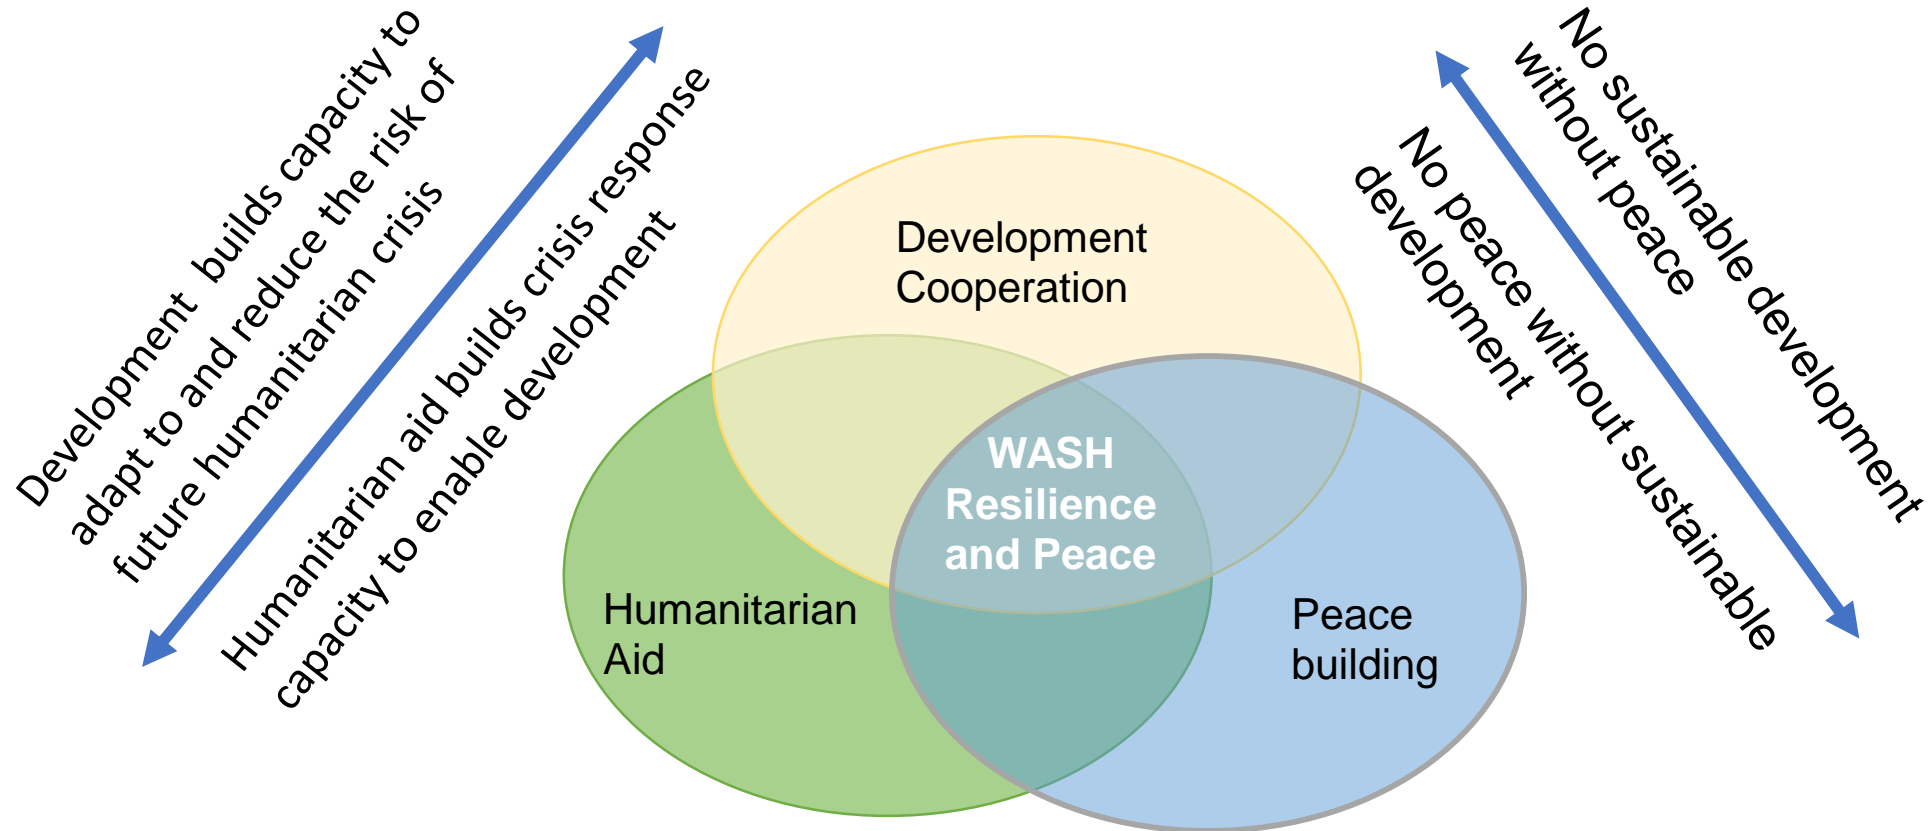 Development builds capacity to
adapt to and reduce the risk of
future humanitarian crisis
Humanitarian aid builds crisis response
capacity to enable development
Development
Cooperation
WASH
Resilience
and Peace
Humanitarian
Aid
Peace
building
No sustainable development
without peace
No peace without sustainable
development